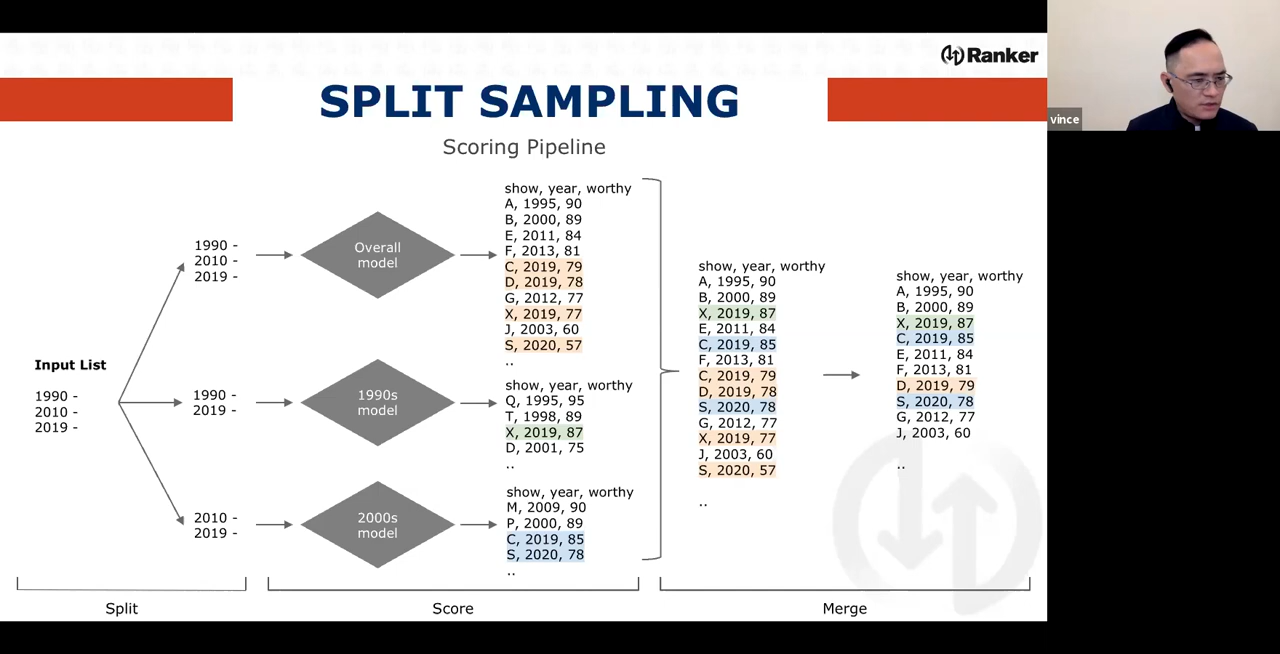 Ranker
vince
SPLIT SAMPLING
Scoring Pipeline
Input List
1990 -
2010 -
2019 -
1990 -
2010 -
2019 -
1990 -
2019 -
2010 -
2019 -
Overall
model
1990s
model
2000s
model
show, year, worthy
A, 1995, 90
B, 2000, 89
E, 2011, 84
F, 2013, 81
C, 2019, 79
D, 2019, 78
G, 2012, 77
X, 2019, 77
J, 2003, 60
S, 2020, 57
..
show, year, worthy
Q, 1995, 95
T, 1998, 89
X, 2019, 87
D, 2001, 75
..
show, year, worthy
M, 2009, 90
P, 2000, 89
C, 2019, 85
S, 2020, 78
..
show, year, worthy
A, 1995, 90
B, 2000, 89
X, 2019, 87
E, 2011, 84
C, 2019, 85
F, 2013, 81
C, 2019, 79
D, 2019, 78
S, 2020, 78
G, 2012, 77
X, 2019, 77
J, 2003, 60
S, 2020, 57
..
show, year, worthy
A, 1995, 90
B, 2000, 89
X, 2019, 87
C, 2019, 85
E, 2011, 84
F, 2013, 81
D, 2019, 79
S, 2020, 78
G, 2012, 77
J, 2003, 60
..
Split
Score
Merge